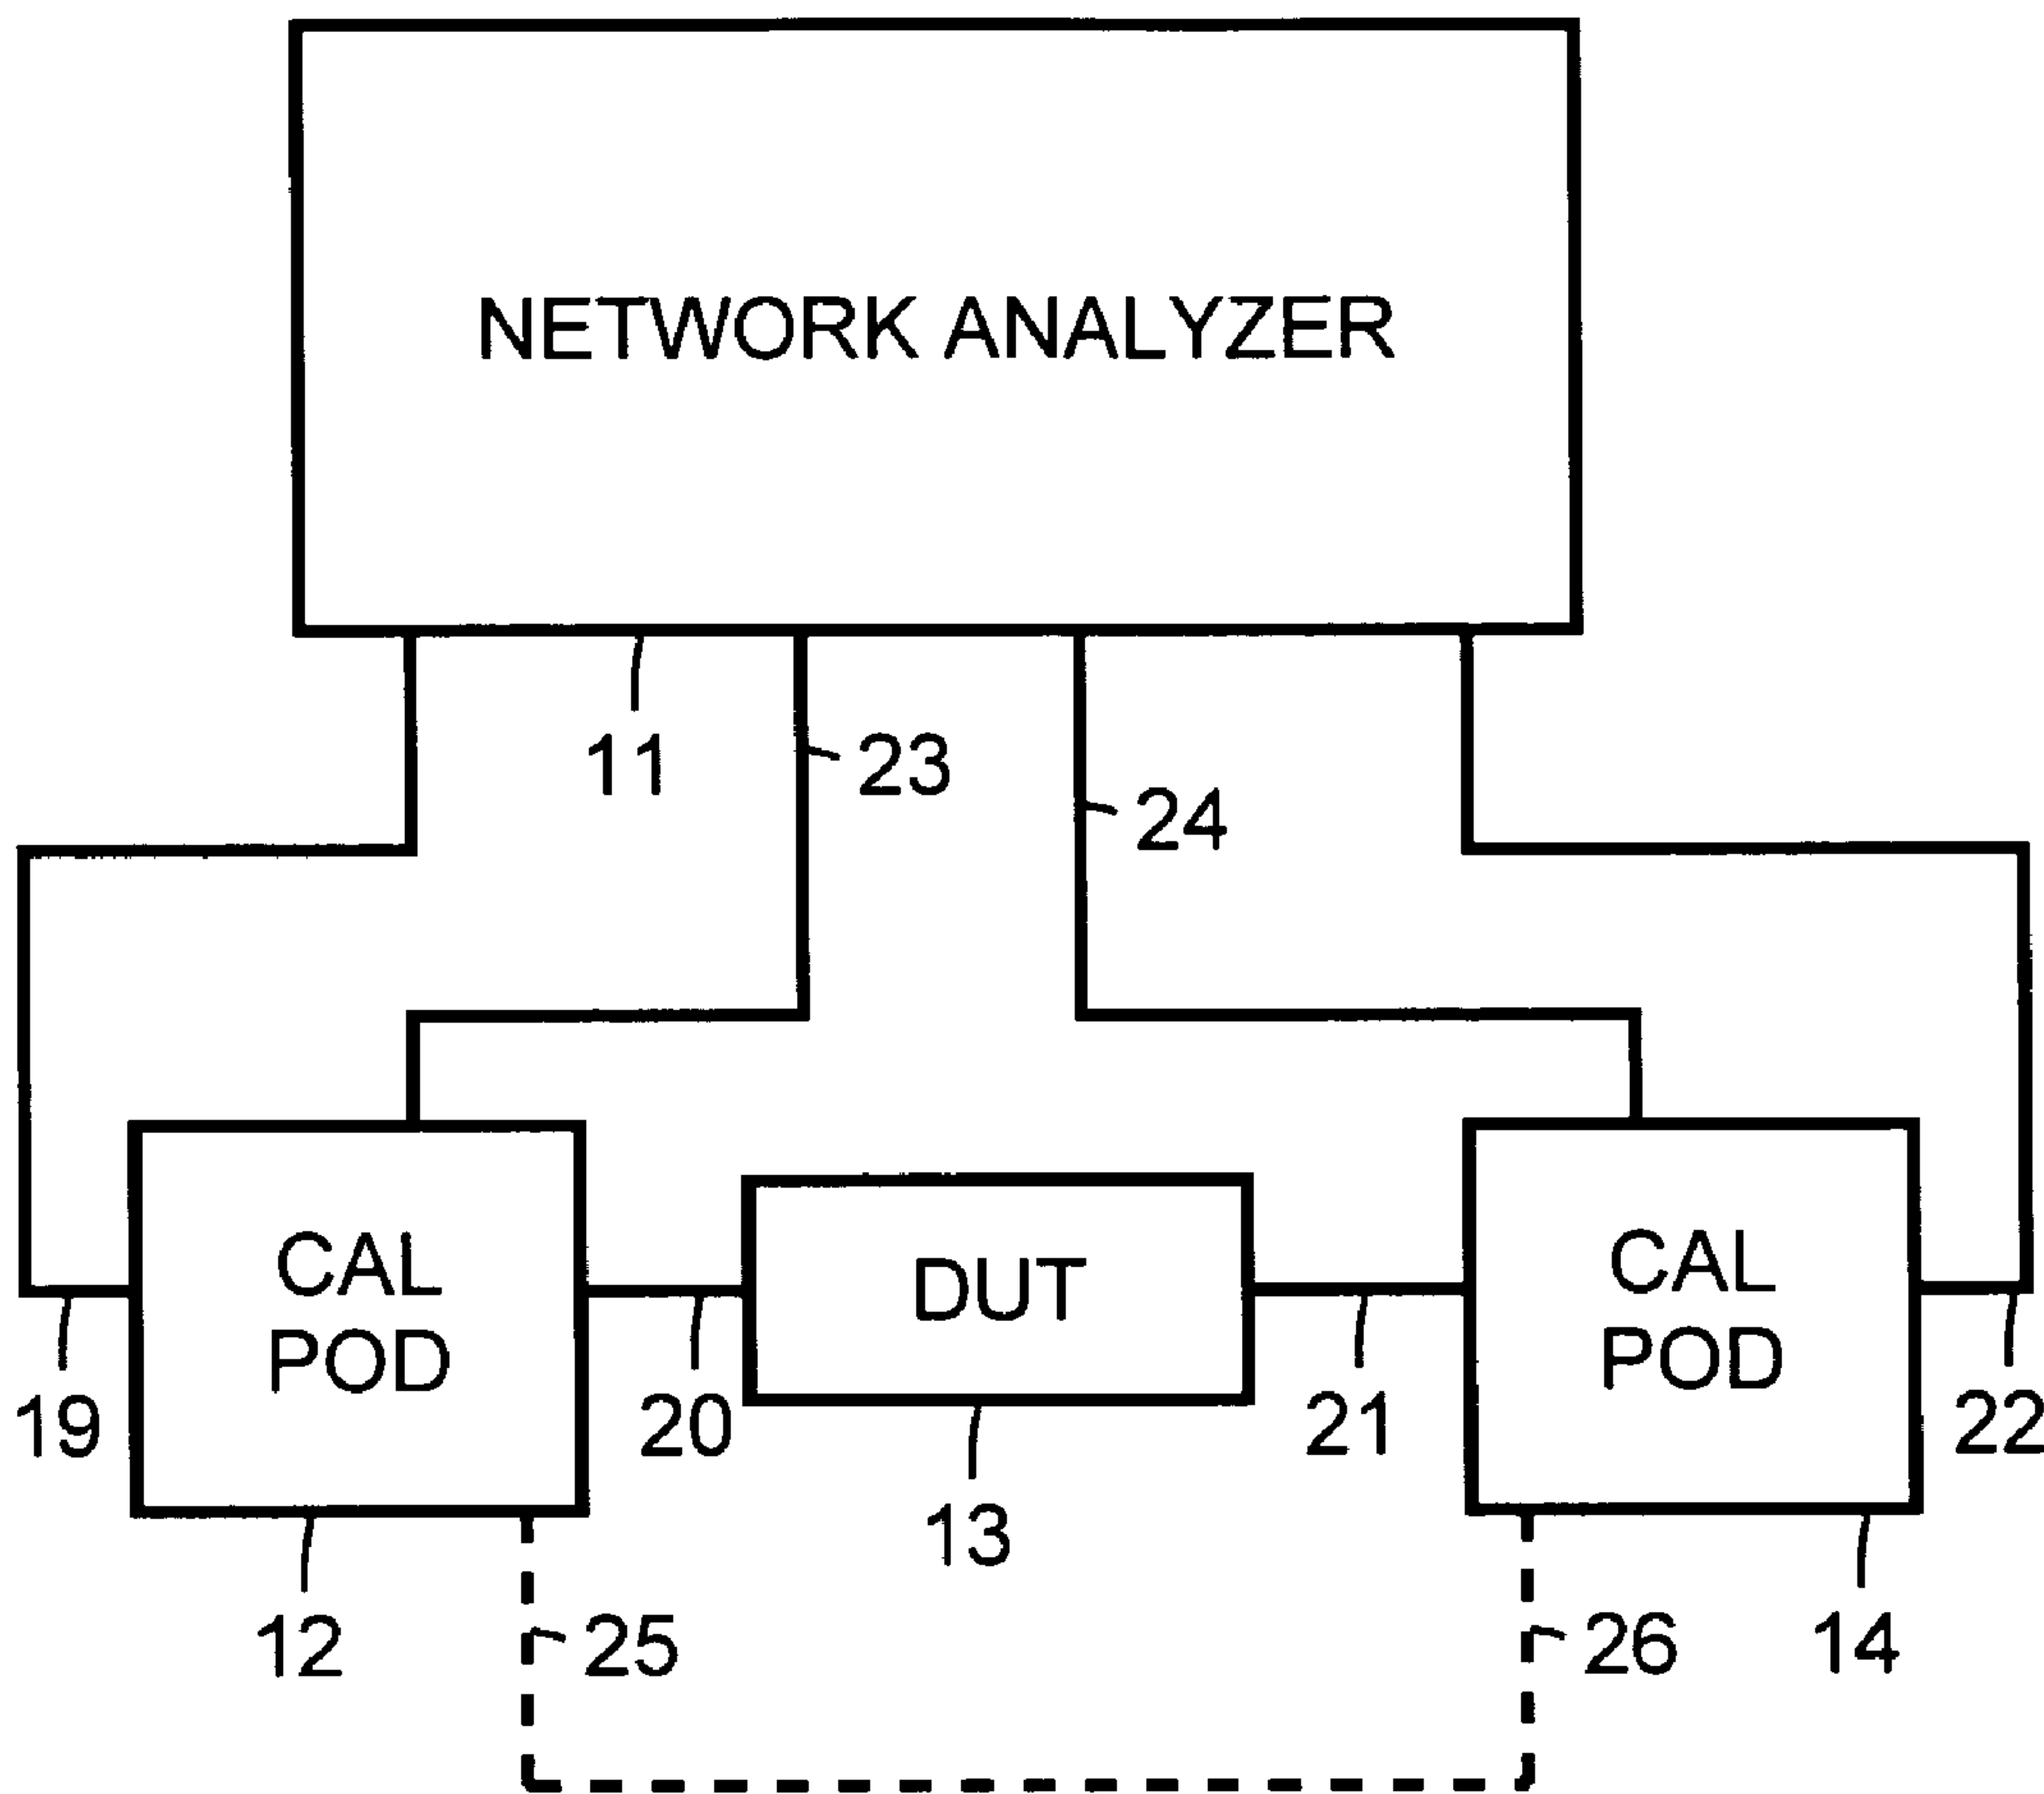 NETWORK ANALYZER
11
23
24
CAL
POD
DUT
CAL
POD
19
20
21
22
13
12
25
26
14